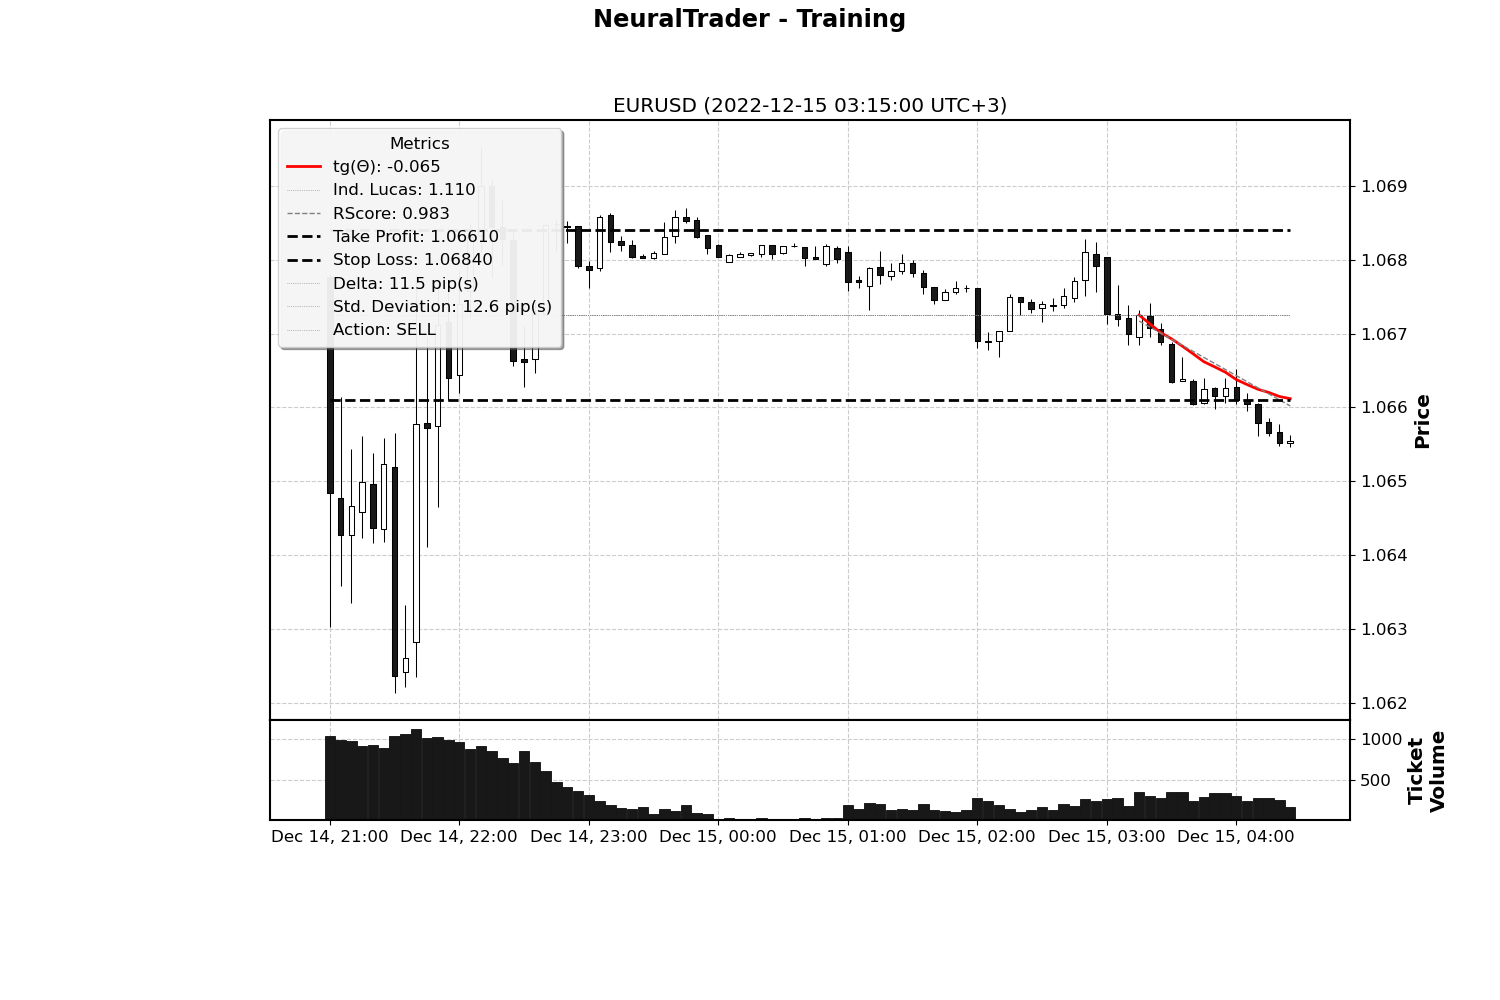 NeuralTrader - Training
EURUSD (2022-12-15 03:15:00 UTC+3)
Metrics
tg(Θ): -0.065
Ind. Lucas: 1.110
RScore: 0.983
Take Profit: 1.06610
Stop Loss: 1.06840
Delta: 11.5 pip(s)
Std. Deviation: 12.6 pip(s)
Action: SELL
1.069
1.068
1.067
1.066
1.065
1.064
1.063
1.062
Price
1000
500
Ticket
Volume
Dec 14, 21:00 Dec 14, 22:00 Dec 14, 23:00 Dec 15, 00:00 Dec 15, 01:00 Dec 15, 02:00 Dec 15, 03:00 Dec 15, 04:00